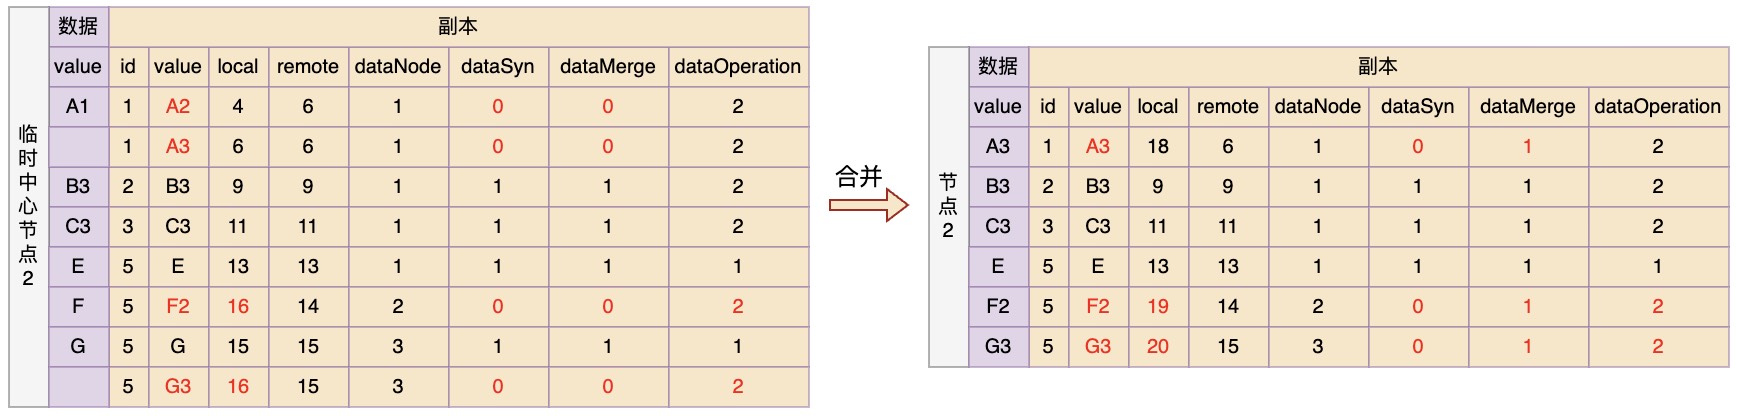 临时中心节点2
数据 副本
value id value local remote dataNode dataSyn dataMerge dataOperation
A1 1 A2 4 6 1 0 0 2
1 A3 6 6 1 0 0 2
B3 2 B3 9 9 1 1 1 2
C3 3 C3 11 11 1 1 1 2
E 5 E 13 13 1 1 1 1
F 5 F2 16 14 2 0 0 2
G 5 G 15 15 3 1 1 1
5 G3 16 15 3 0 0 2
合并
节点2
数据 副本
value id value local remote dataNode dataSyn dataMerge dataOperation
A3 1 A3 18 6 1 0 1 2
B3 2 B3 9 9 1 1 1 2
C3 3 C3 11 11 1 1 1 2
E 5 E 13 13 1 1 1 1
F2 5 F2 19 14 2 0 1 2
G3 5 G3 20 15 3 0 1 2